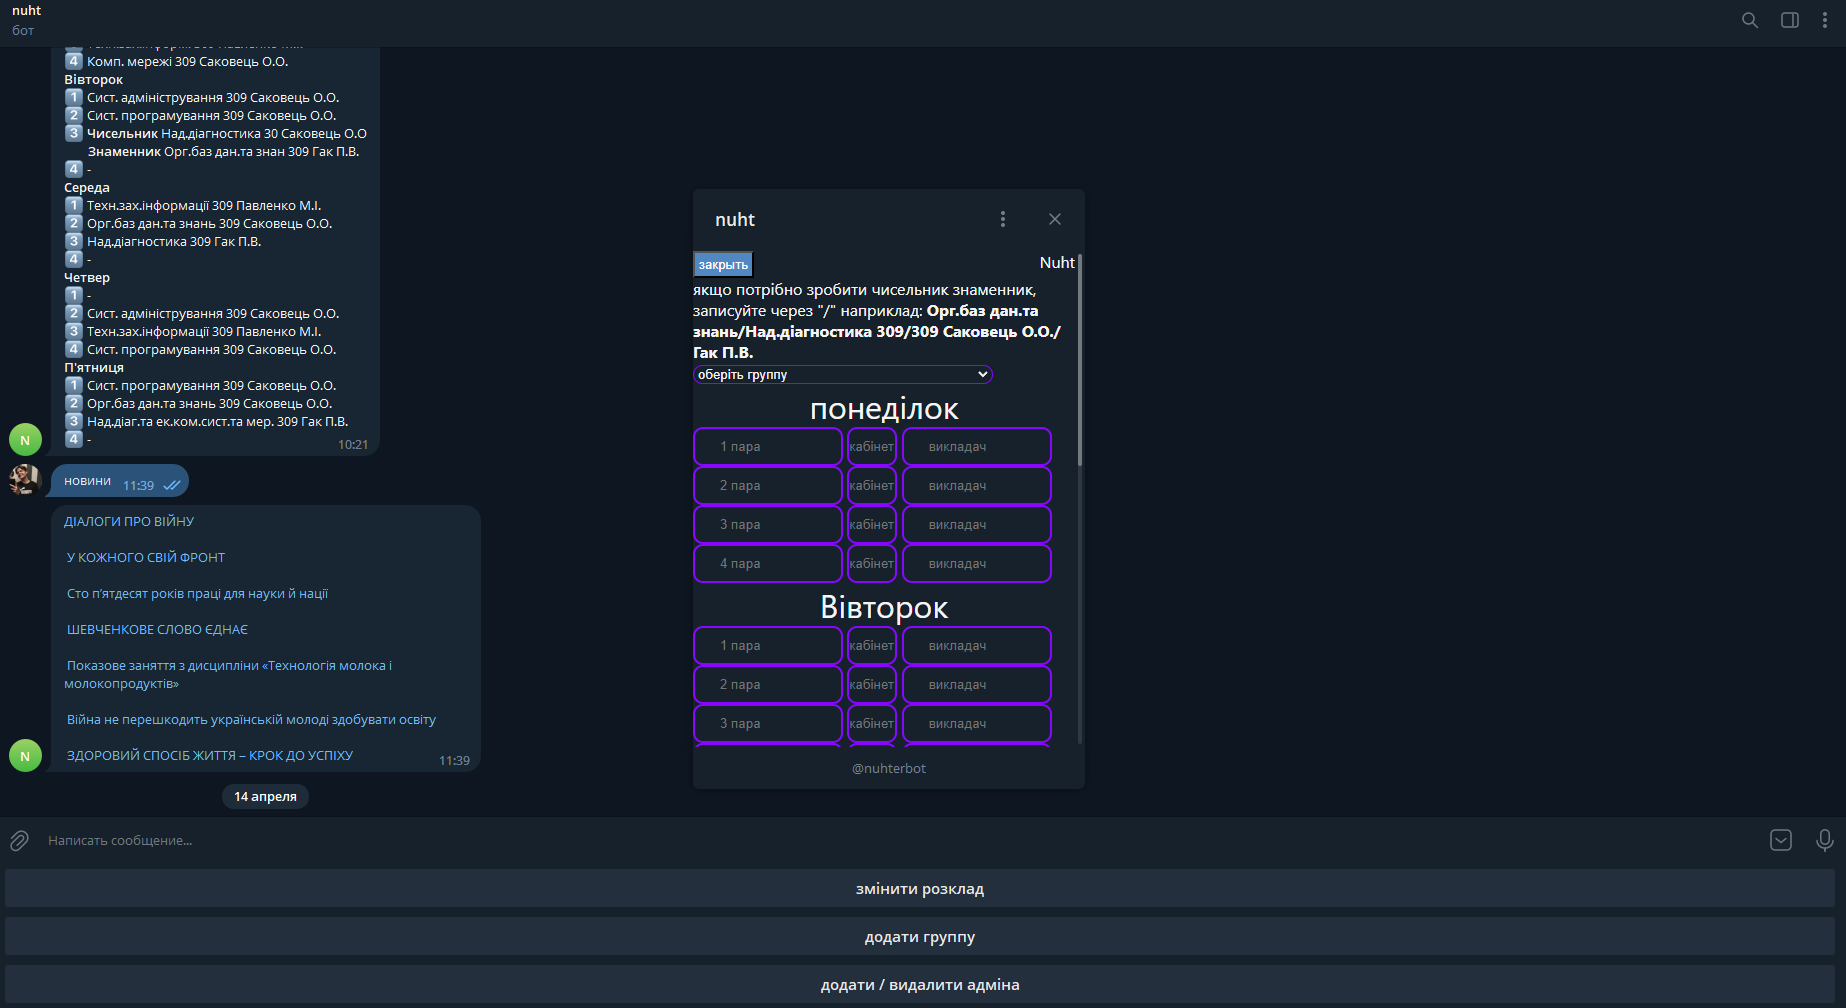 nuht
бот
4 Комп. мережі 309 Саковець О.О.
Вівторок
1 Сист. адміністрування 309 Саковець О.О.
2 Сист. програмування 309 Саковець О.О.
3 Чисельник Над.діагностика 30 Саковець О.О
Знаменник Орг.баз дан.та знан 309 Гак П.В.
4 -
Середа
1 Техн.зах.інформації 309 Павленко М.І.
2 Орг.баз дан.та знань 309 Саковець О.О.
3 Над.діагностика 309 Гак П.В.
4 -
Четвер
1 -
2 Сист. адміністрування 309 Саковець О.О.
3 Техн.зах.інформації 309 Павленко М.І.
4 Сист. програмування 309 Саковець О.О.
П'ятниця
1 Сист. програмування 309 Саковець О.О.
2 Орг.баз дан.та знань 309 Саковець О.О.
3 Над.діаг.та ек.ком.сист.та мер. 309 Гак П.В.
4 -
10:21
N
новини 11:39
ДІАЛОГИ ПРО ВІЙНУ
У КОЖНОГО СВІЙ ФРОНТ
Сто п'ятдесят років праці для науки й нації
ШЕВЧЕНКОВЕ СЛОВО ЄДНАЄ
Показове заняття з дисципліни «Технологія молока і
молокопродуктів»
Війна не перешкодить українській молоді здобувати освіту
ЗДОРОВИЙ СПОСІБ ЖИТТЯ – КРОК ДО УСПІХУ
11:39
N
14 апреля
nuht
закрыть Nuht
якщо потрібно зробити чисельник знаменник,
записуйте через "/" наприклад: Орг.баз дан.та
знань/Над.діагностика 309/309 Саковець О.О./
Гак П.В.
оберіть группу
понеділок
1 пара кабінет викладач
2 пара кабінет викладач
3 пара кабінет викладач
4 пара кабінет викладач
Вівторок
1 пара кабінет викладач
2 пара кабінет викладач
3 пара кабінет викладач
@nuhterbot
Написать сообщение...
змінити розклад
додати группу
додати / видалити адміна